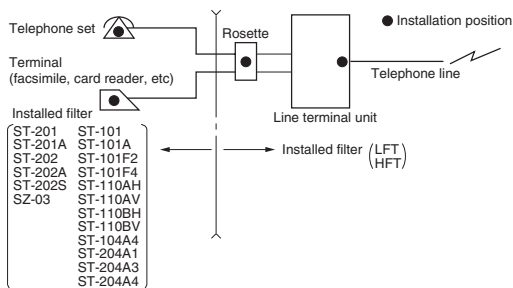 Telephone set
Rosette
● Installation position
Terminal
(facsimile, card reader, etc)
Telephone line
Line terminal unit
Installed filter
ST-201 ST-101
ST-201A ST-101A
ST-202 ST-101F2
ST-202A ST-101F4
ST-202S ST-110AH
SZ-03 ST-110AV
ST-110BH
ST-110BV
ST-104A4
ST-204A1
ST-204A3
ST-204A4
Installed filter (LFT
HFT)